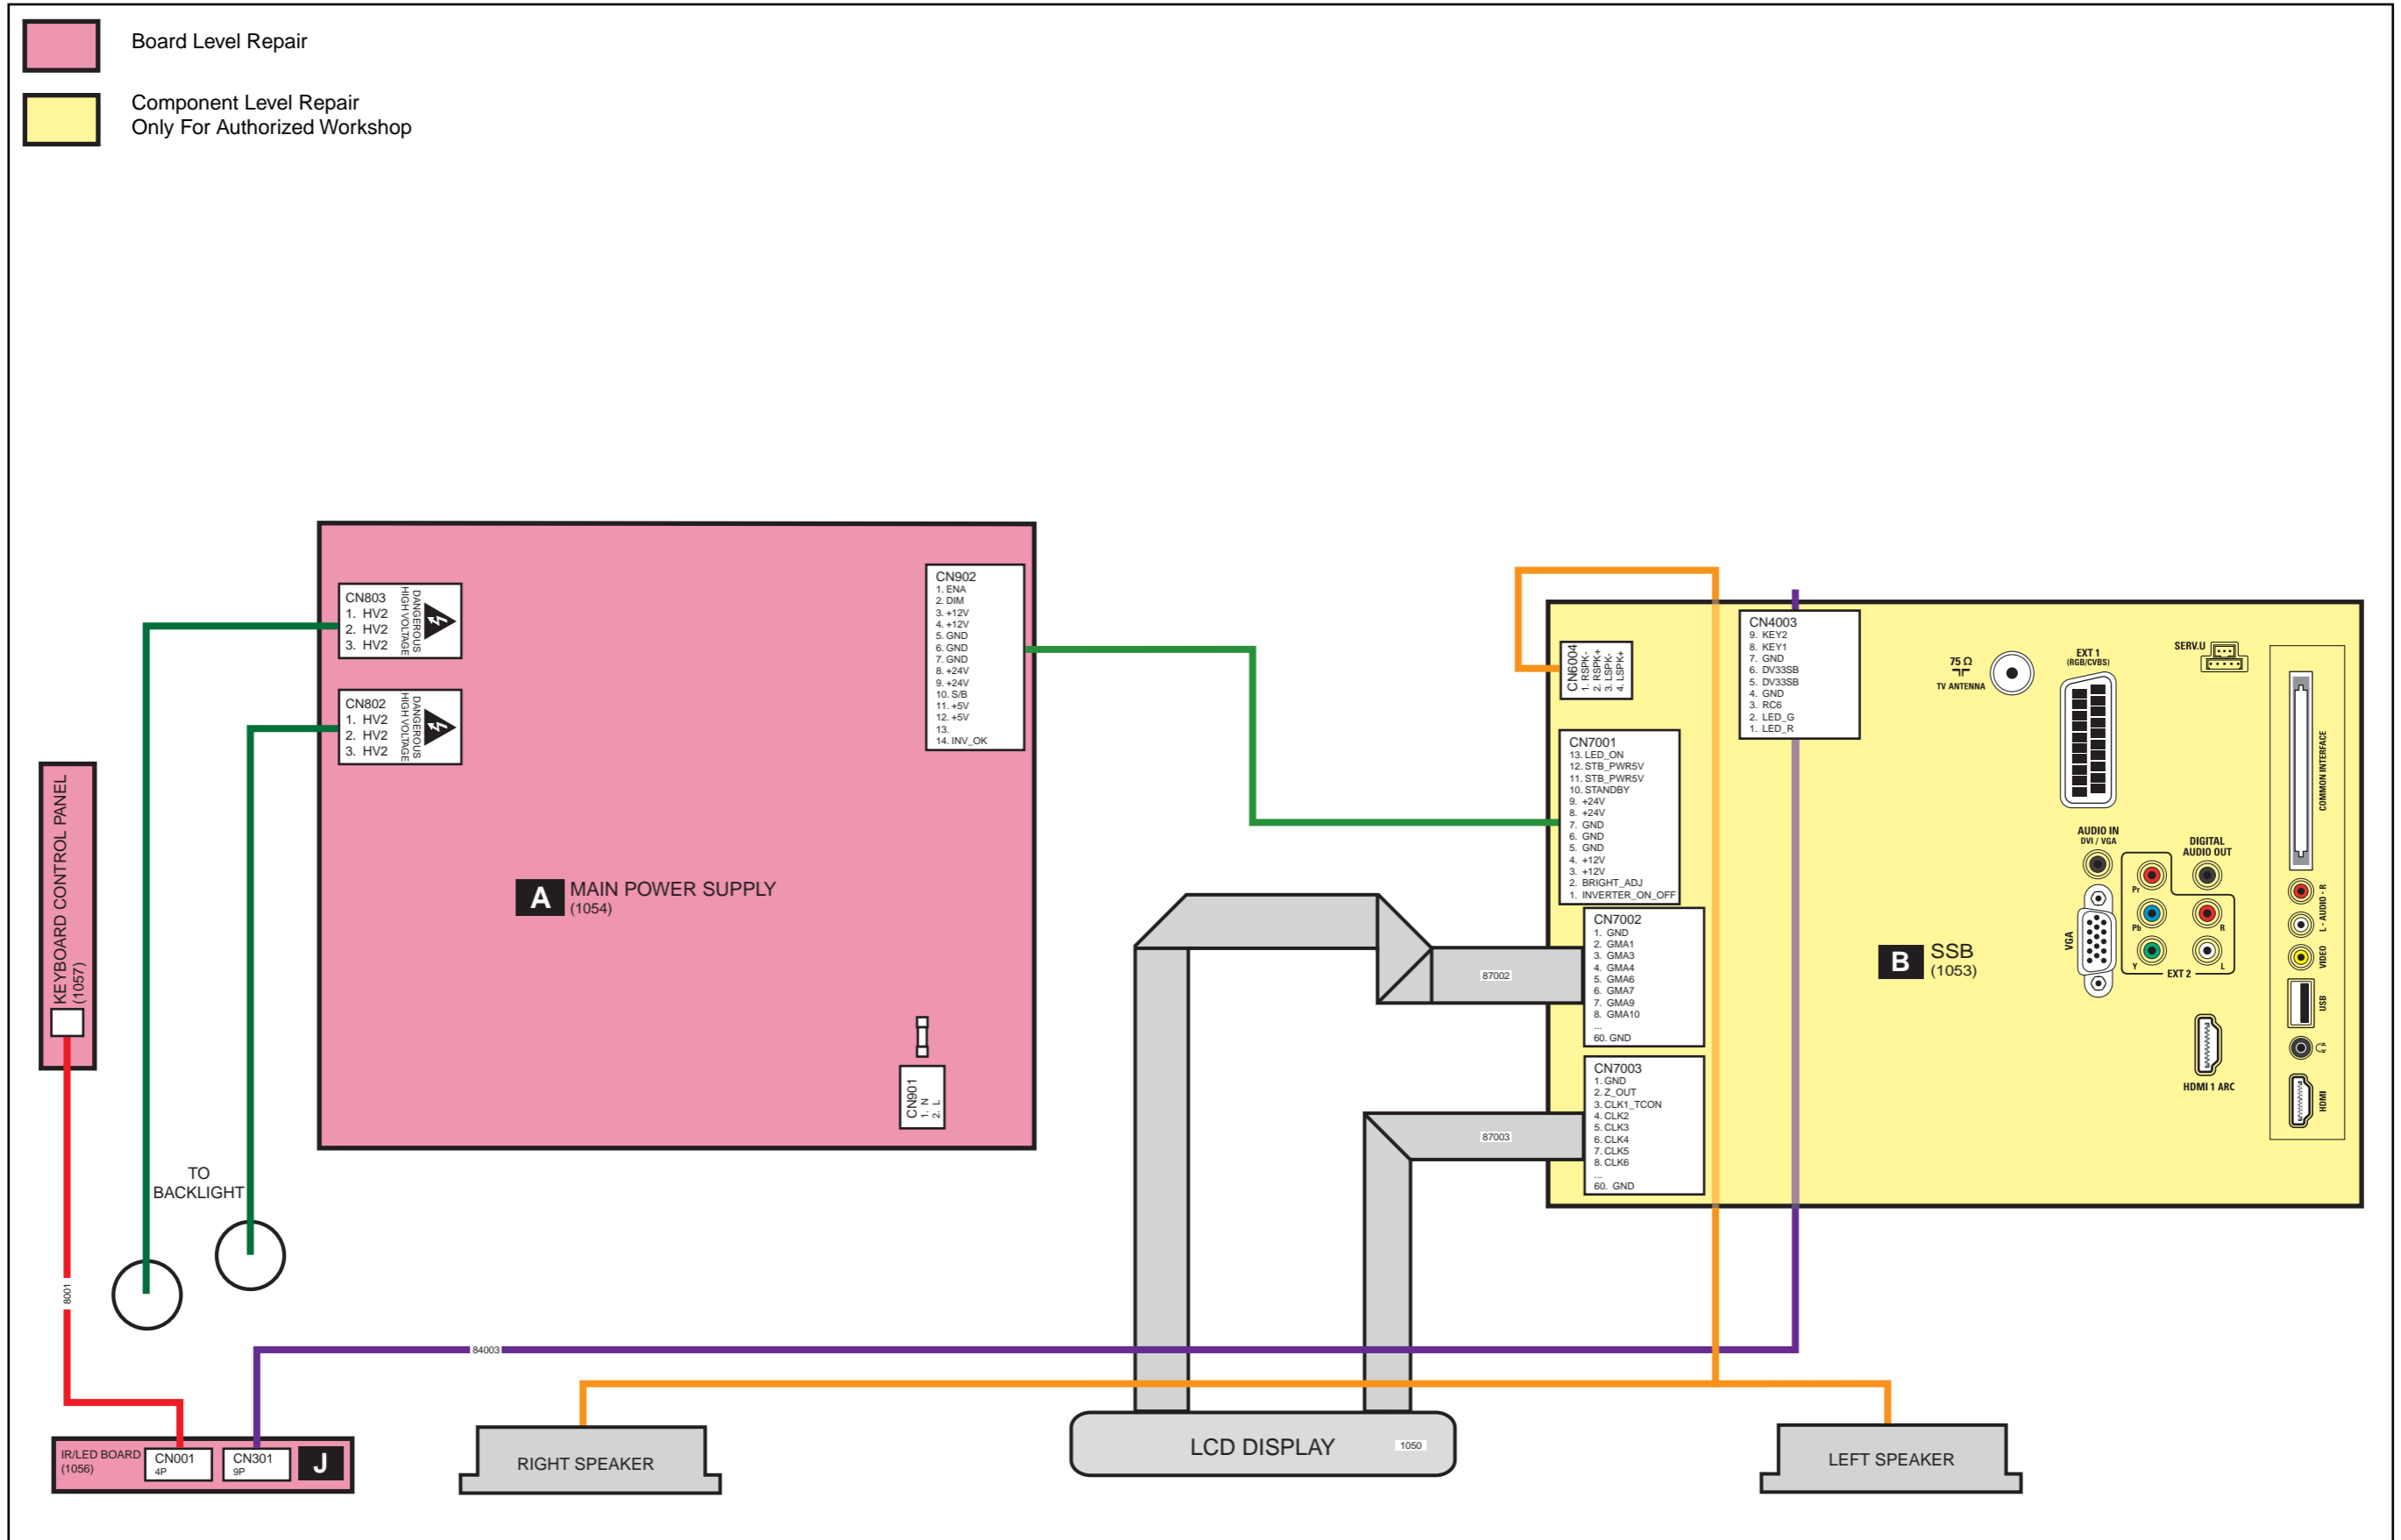 Board Level Repair
Component Level Repair
Only For Authorized Workshop
CN803
1. HV2
2. HV2
3. HV2
DANGEROUS
HIGH VOLTAGE
CN802
1. HV2
2. HV2
3. HV2
DANGEROUS
HIGH VOLTAGE
CN902
1. ENA
2. DIM
3. +12V
4. +12V
5. GND
6. GND
7. GND
8. +24V
9. +24V
10. S/B
11. +5V
12. +5V
13.
14. INV_OK
A MAIN POWER SUPPLY
(1054)
CN901
1. N
2. L
KEYBOARD CONTROL PANEL
(1057)
TO
BACKLIGHT
8001
84003
IR/LED BOARD
(1056)
CN001
4P
CN301
9P
J
RIGHT SPEAKER
LCD DISPLAY
1050
LEFT SPEAKER
87002
87003
CN6004
1. RSPK-
2. RSPK+
3. LSPK-
4. LSPK+
CN4003
9. KEY2
8. KEY1
7. GND
6. DV33SB
5. DV33SB
4. GND
3. RC6
2. LED_G
1. LED_R
CN7001
13. LED_ON
12. STB_PWR5V
11. STB_PWR5V
10. STANDBY
9. +24V
8. +24V
7. GND
6. GND
5. GND
4. +12V
3. +12V
2. BRIGHT_ADJ
1. INVERTER_ON_OFF
CN7002
1. GND
2. GMA1
3. GMA3
4. GMA4
5. GMA6
6. GMA7
7. GMA9
8. GMA10
...
60. GND
CN7003
1. GND
2. Z_OUT
3. CLK1_TCON
4. CLK2
5. CLK3
6. CLK4
7. CLK5
8. CLK6
...
60. GND
B SSB
(1053)
75 Ω
TV ANTENNA
EXT 1
(RGB/CVBS)
SERV.U
COMMON INTERFACE
AUDIO IN
DVI / VGA
DIGITAL
AUDIO OUT
VGA
Pr
Pb
Y
R
L
EXT 2
L - AUDIO - R
VIDEO
USB
HDMI 1 ARC
HDMI